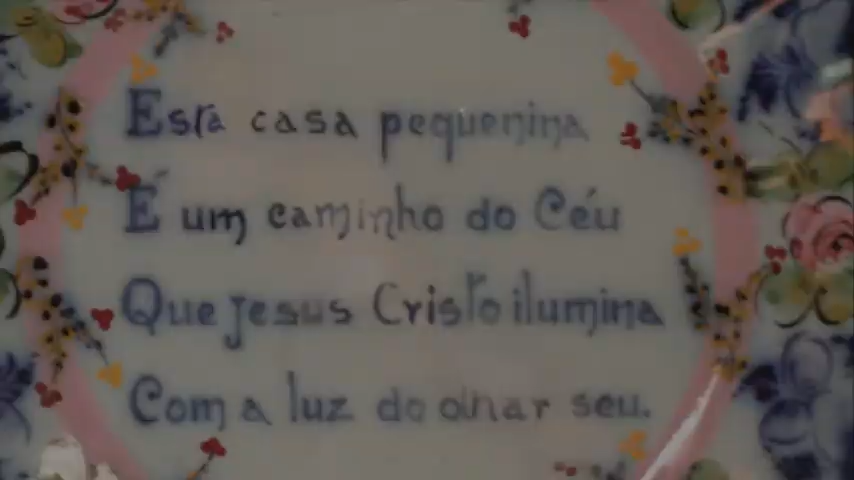 Esta casa pequenina
É um caminho do Céu
Que Jesus Cristo ilumina
Com a luz do olhar seu.